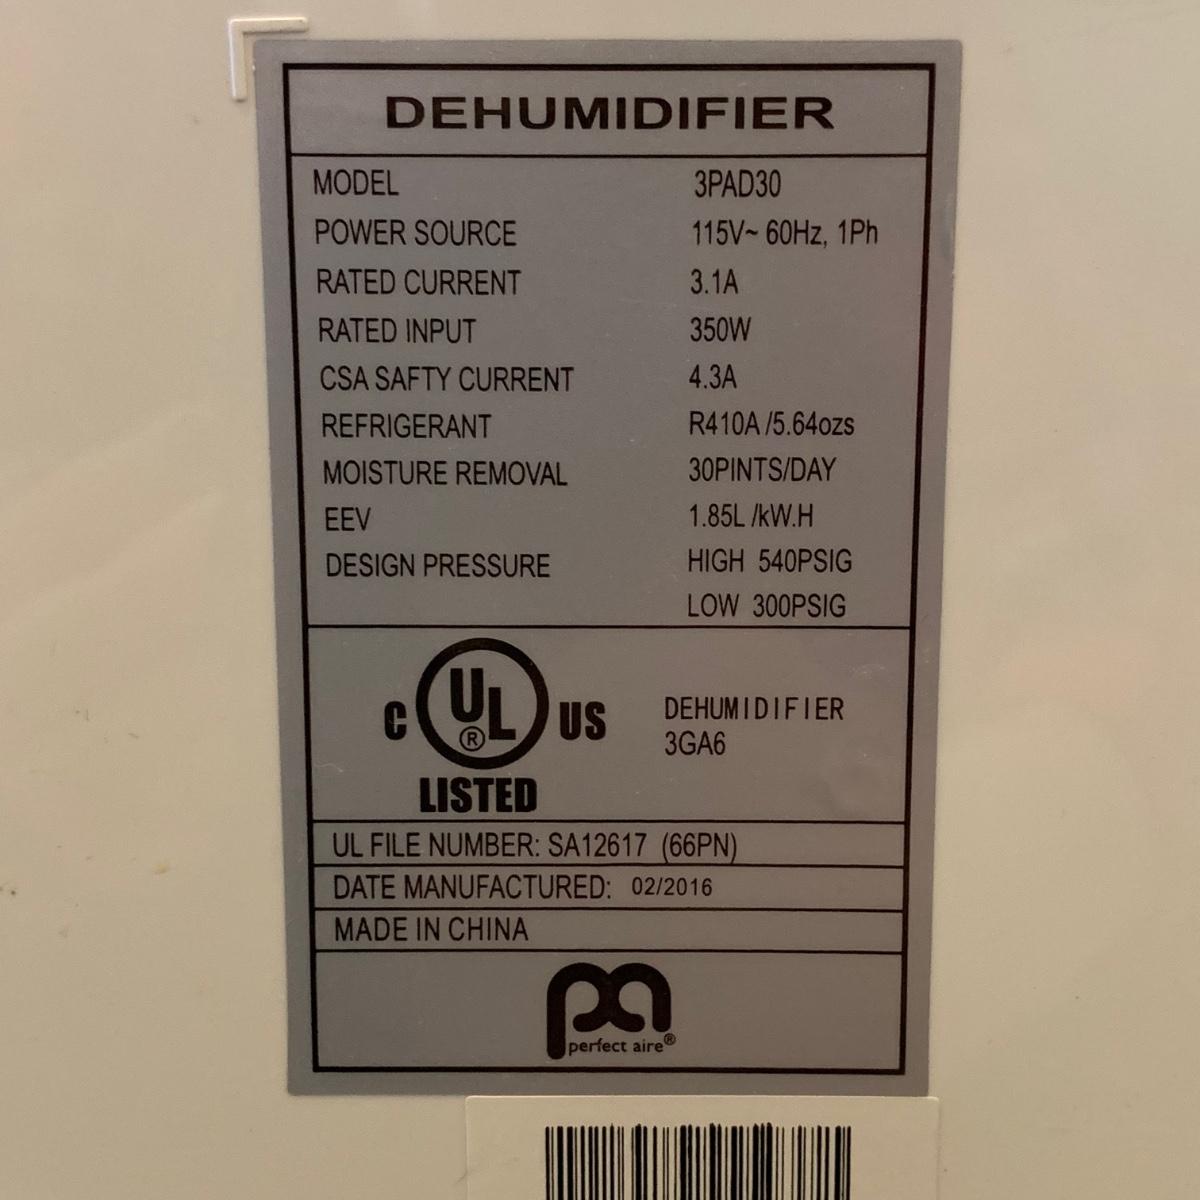 DEHUMIDIFIER
MODEL 3PAD30
POWER SOURCE 115V~ 60Hz, 1Ph
RATED CURRENT 3.1A
RATED INPUT 350W
CSA SAFTY CURRENT 4.3A
REFRIGERANT R410A /5.64ozs
MOISTURE REMOVAL 30PINTS/DAY
EEV 1.85L /kW.H
DESIGN PRESSURE HIGH 540PSIG
LOW 300PSIG
C UL ® US
LISTED
DEHUMIDIFIER
3GA6
UL FILE NUMBER: SA12617 (66PN)
DATE MANUFACTURED: 02/2016
MADE IN CHINA
pa
perfect aire®